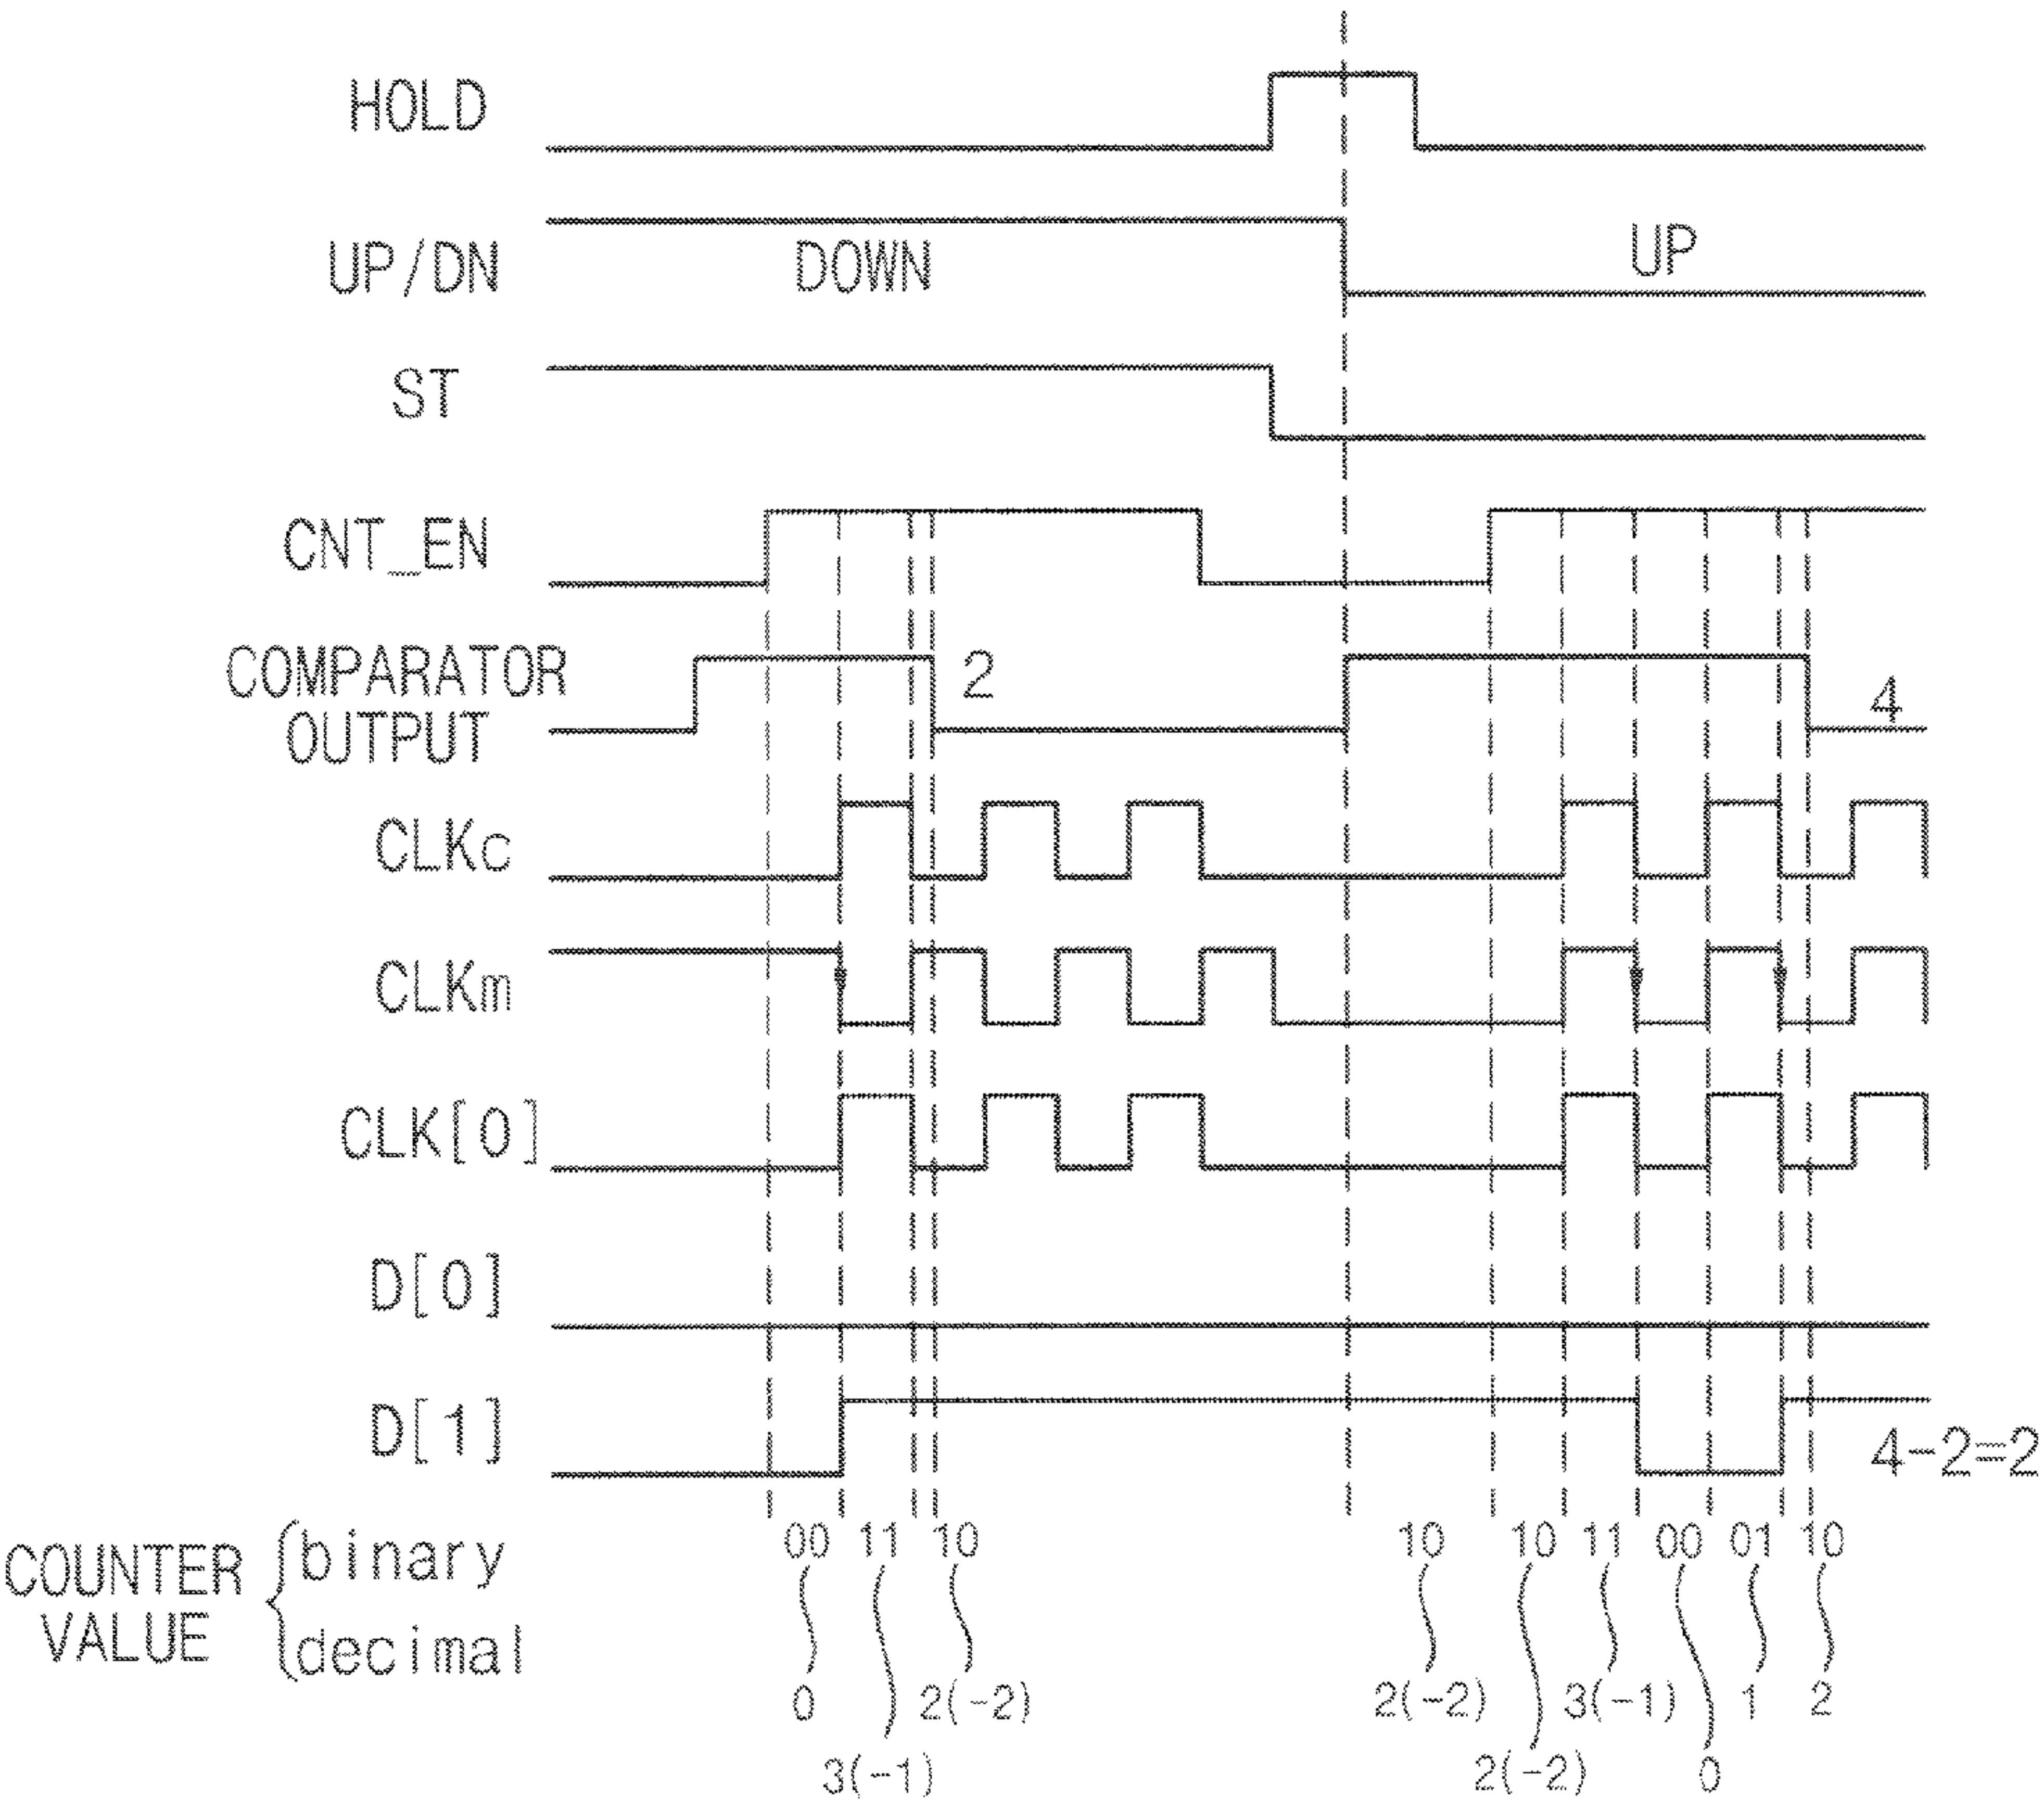 HOLD
UP/DN
DOWN
UP
ST
CNT_EN
COMPARATOR
OUTPUT
2
4
CLKc
CLKm
CLK[0]
D[0]
D[1]
4-2=2
COUNTER
VALUE
binary
00 11 10 10 10 11 00 01 10
decimal
0 2(-2) 2(-2) 3(-1) 1 2
3(-1) 2(-2) 0